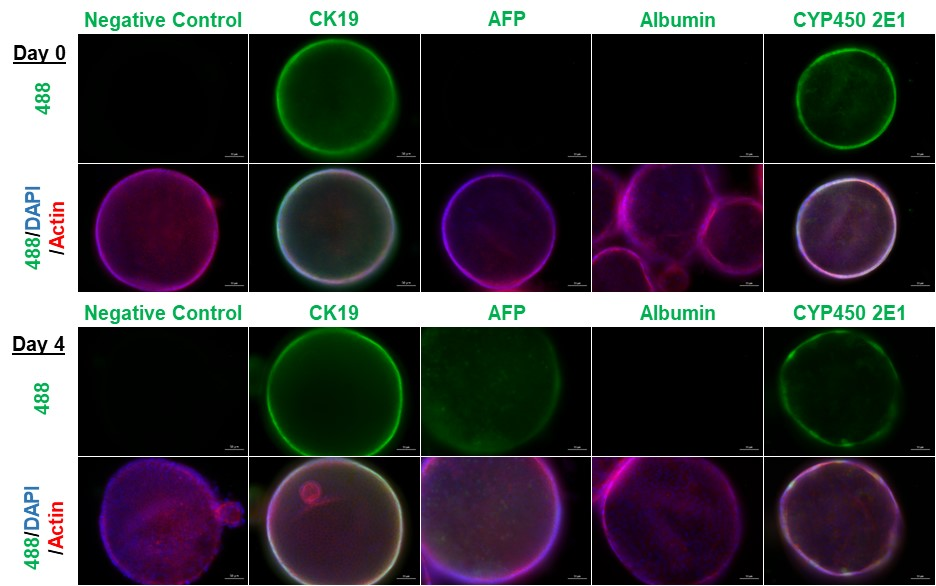 Negative Control CK19 AFP Albumin CYP450 2E1
Day 0
488
488/DAPI
/Actin
Negative Control CK19 AFP Albumin CYP450 2E1
Day 4
488
488/DAPI
/Actin